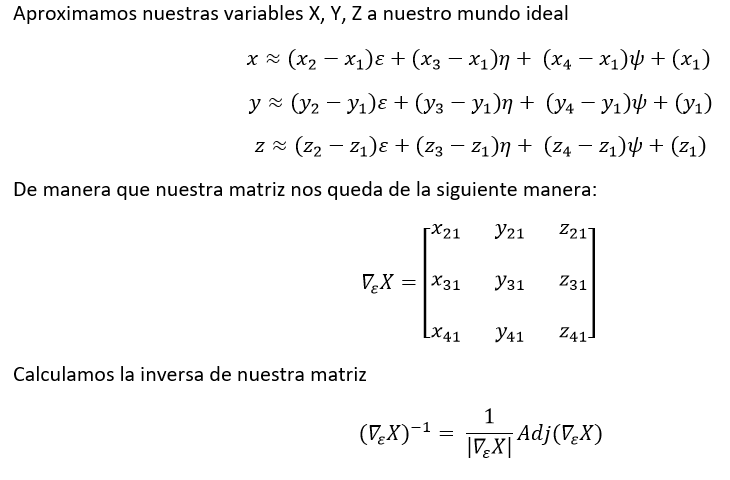 Aproximamos nuestras variables X, Y, Z a nuestro mundo ideal
x ≈ (x₂ − x₁)ε + (x₃ − x₁)η + (x₄ − x₁)ψ + (x₁)
y ≈ (y₂ − y₁)ε + (y₃ − y₁)η + (y₄ − y₁)ψ + (y₁)
z ≈ (z₂ − z₁)ε + (z₃ − z₁)η + (z₄ − z₁)ψ + (z₁)
De manera que nuestra matriz nos queda de la siguiente manera:
x₂₁ y₂₁ z₂₁
∇εX = x₃₁ y₃₁ z₃₁
x₄₁ y₄₁ z₄₁
Calculamos la inversa de nuestra matriz
(∇εX)⁻¹ = 1/|∇εX| Adj(∇εX)